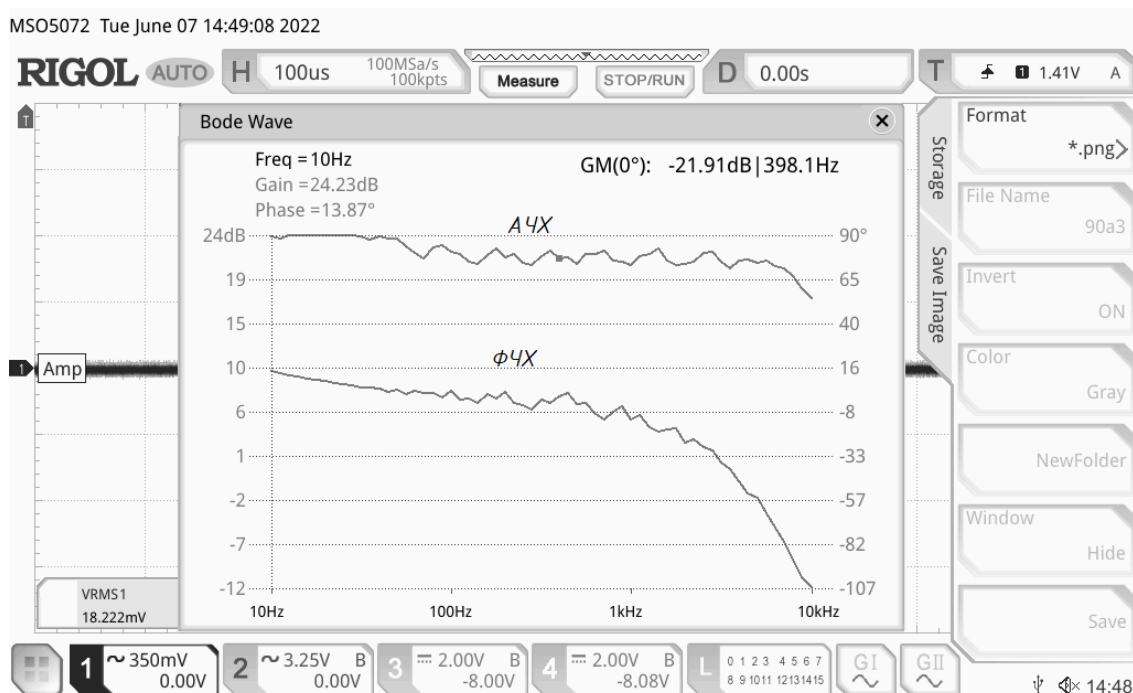 MSO5072 Tue June 07 14:49:08 2022
RIGOL AUTO H 100us 100MSa/s 100kpts Measure STOP/RUN D 0.00s T 1 1.41V A
Bode Wave
Freq =10Hz
Gain =24.23dB
Phase =13.87°
GM(0°): -21.91dB|398.1Hz
АЧХ
24dB 90°
19 65
15 40
ФЧХ
10 16
6 -8
1 -33
-2 -57
-7 -82
-12 -107
10Hz 100Hz 1kHz 10kHz
T
1 Amp
VRMS1
18.222mV
Storage
Save Image
Format
*.png
File Name
90a3
Invert
ON
Color
Gray
NewFolder
Window
Hide
Save
1 350mV 0.00V
2 3.25V B 0.00V
3 2.00V B -8.00V
4 2.00V B -8.08V
L 0 1 2 3 4 5 6 7
8 9 10 11 12 13 14 15
GI GII
14:48